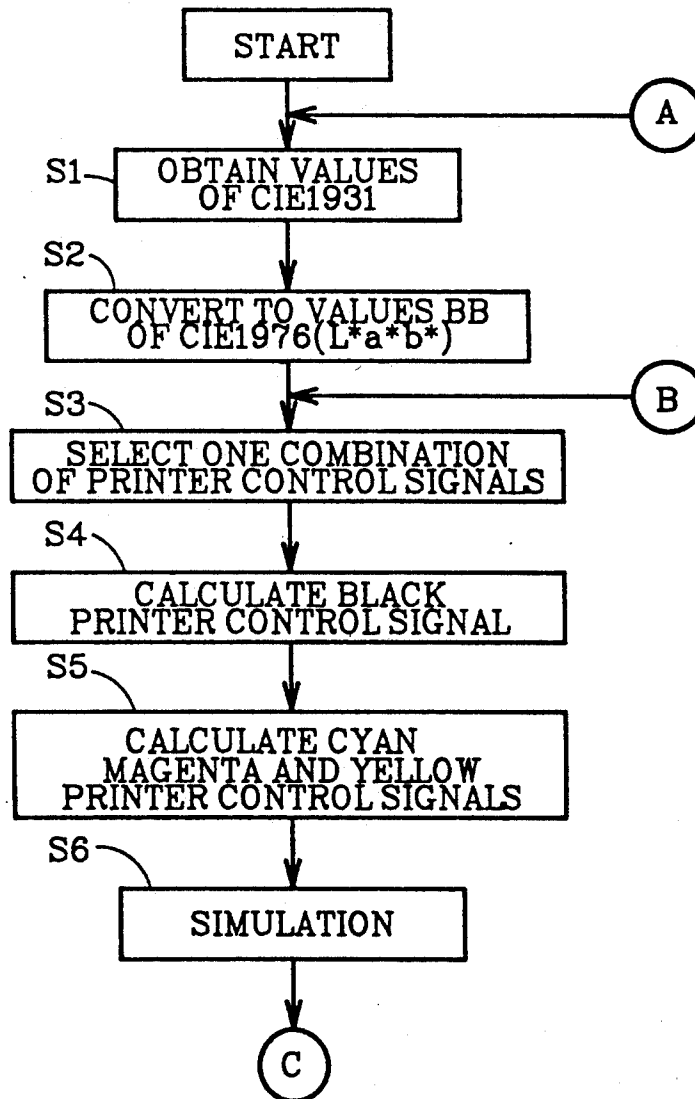 START
A
S1
OBTAIN VALUES
OF CIE1931
S2
CONVERT TO VALUES BB
OF CIE1976(L*a*b*)
B
S3
SELECT ONE COMBINATION
OF PRINTER CONTROL SIGNALS
S4
CALCULATE BLACK
PRINTER CONTROL SIGNAL
S5
CALCULATE CYAN
MAGENTA AND YELLOW
PRINTER CONTROL SIGNALS
S6
SIMULATION
C